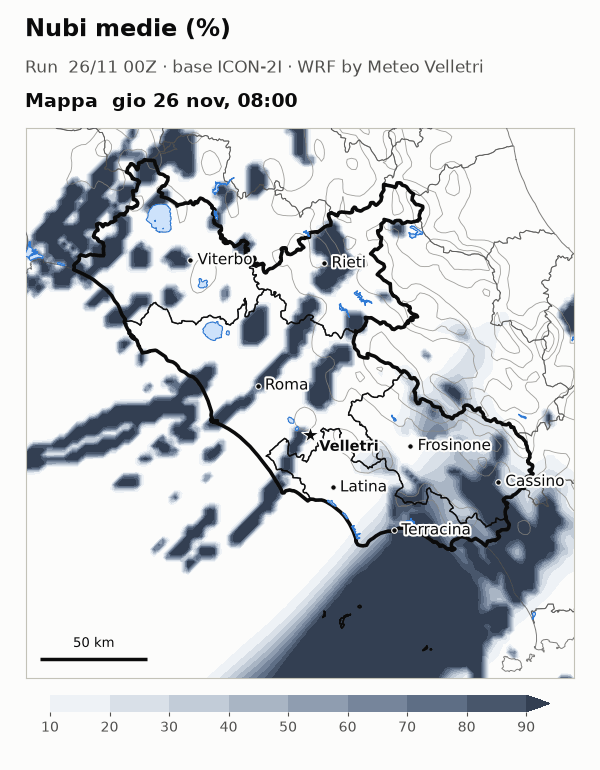 Nubi medie (%)
Run  26/11 00Z · base ICON-2I · WRF by Meteo Velletri
Mappa  gio 26 nov, 08:00
Viterbo
Rieti
Roma
Velletri
Frosinone
Latina
Cassino
Terracina
50 km
10 20 30 40 50 60 70 80 90